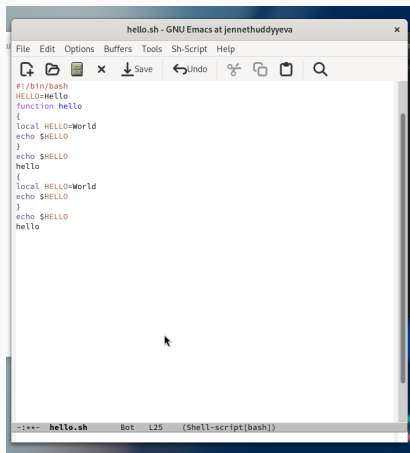 hello.sh - GNU Emacs at jennethuddyyeva
File Edit Options Buffers Tools Sh-Script Help
Save Undo
#!/bin/bash
HELLO=Hello
function hello
{
local HELLO=World
echo $HELLO
}
echo $HELLO
hello
{
local HELLO=World
echo $HELLO
}
echo $HELLO
hello
-:**- hello.sh Bot L25 (Shell-script[bash])